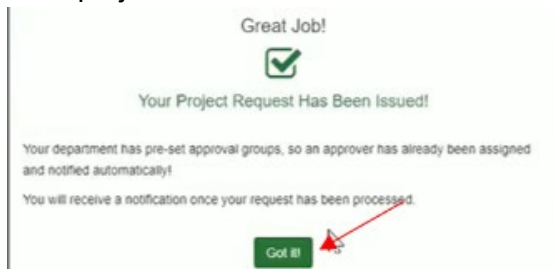 Great Job!
Your Project Request Has Been Issued!
Your department has pre-set approval groups, so an approver has already been assigned
and notified automatically!
You will receive a notification once your request has been processed.
Got it!